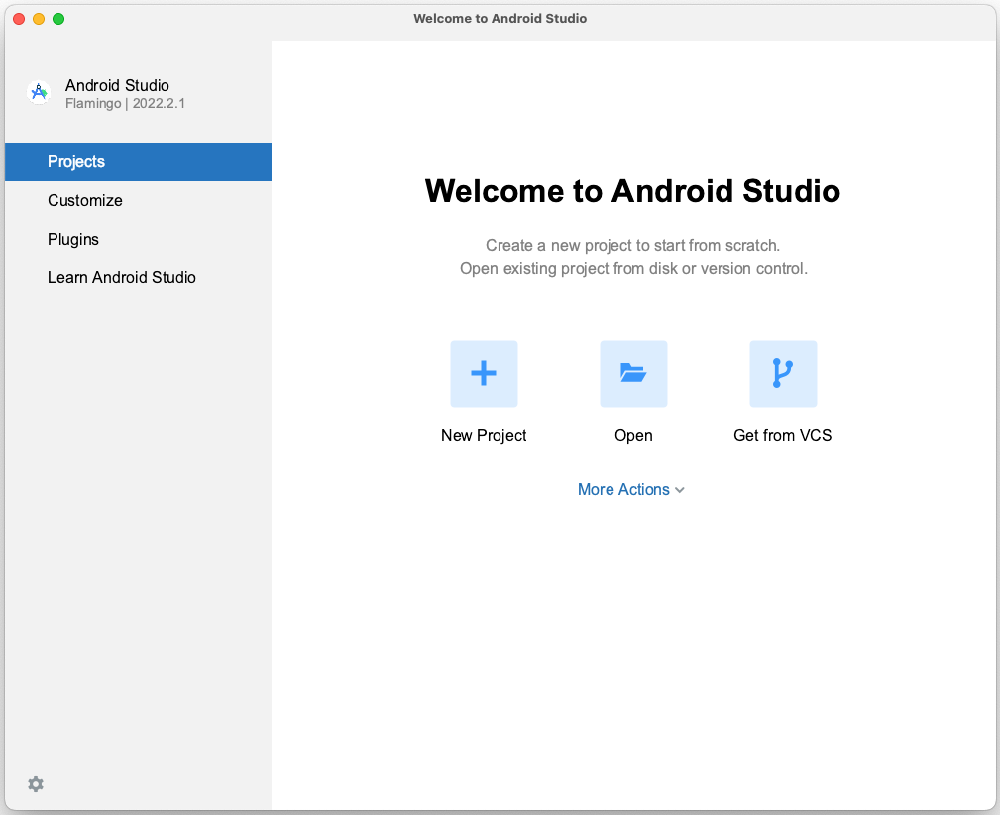 Welcome to Android Studio
Android Studio
Flamingo | 2022.2.1
Projects
Customize
Plugins
Learn Android Studio
Welcome to Android Studio
Create a new project to start from scratch.
Open existing project from disk or version control.
New Project
Open
Get from VCS
More Actions